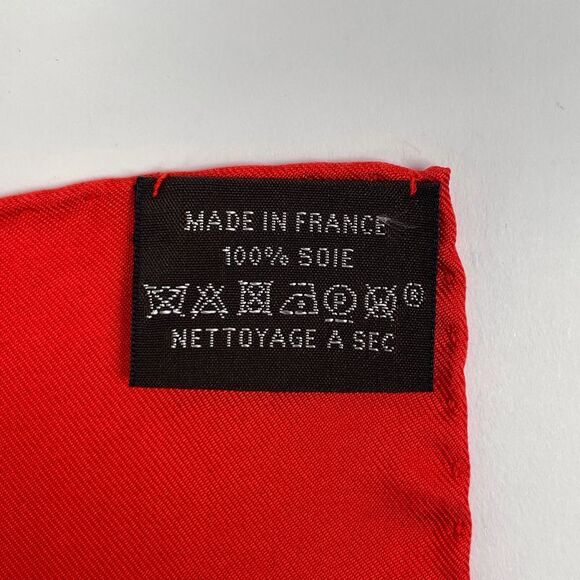 MADE IN FRANCE
100% SOIE
P W ®
NETTOYAGE A SEC